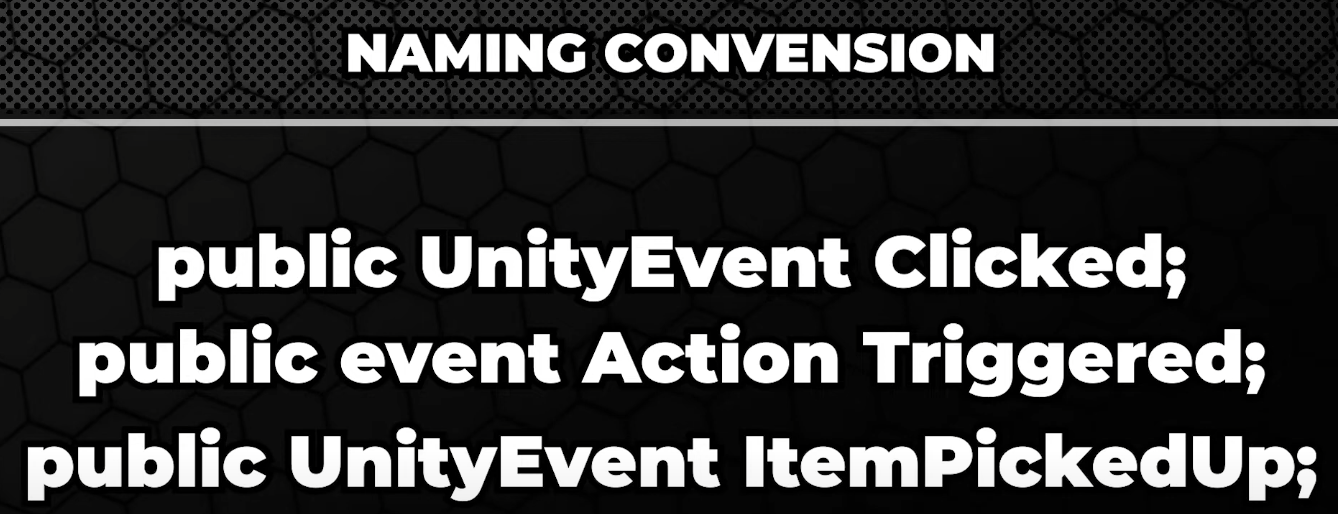 NAMING CONVENSION
public UnityEvent Clicked;
public event Action Triggered;
public UnityEvent ItemPickedUp;